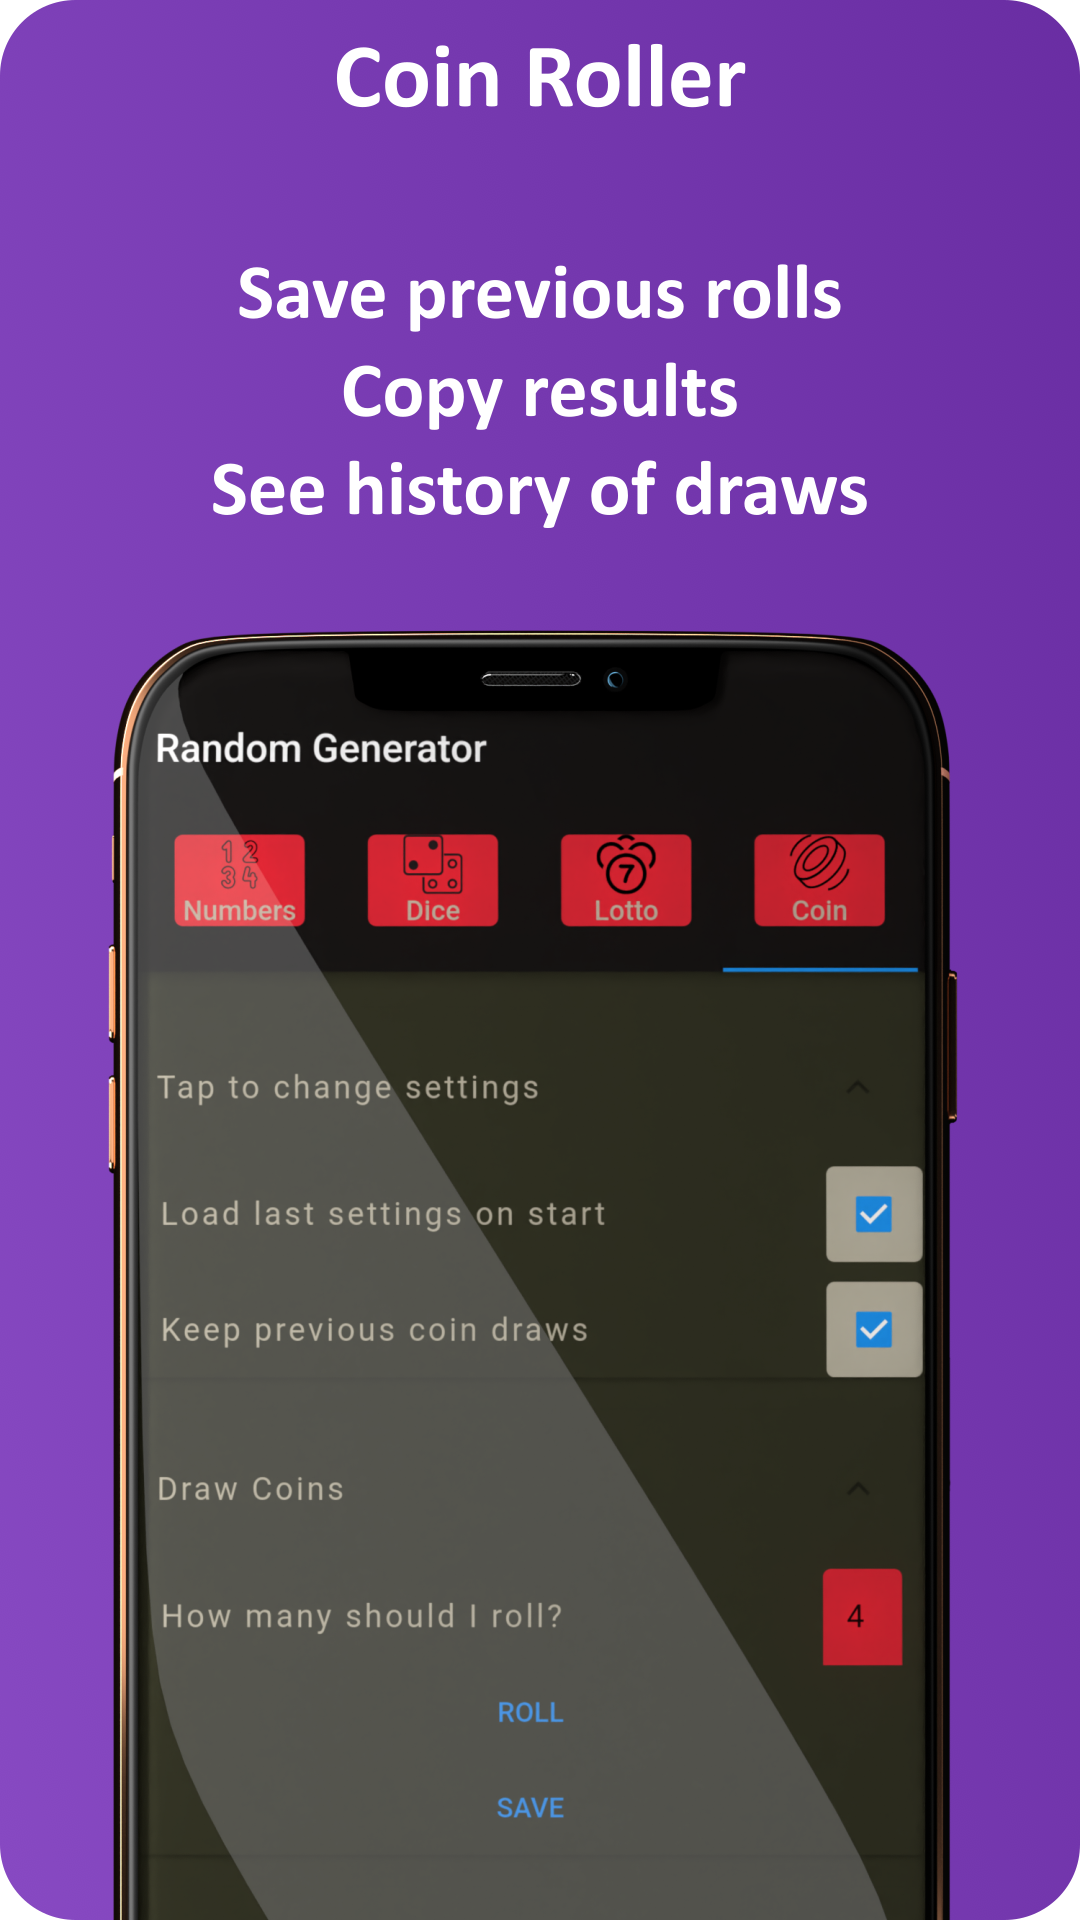 Coin Roller
Save previous rolls
Copy results
See history of draws
Random Generator
1 2
3 4
7
Numbers Dice Lotto Coin
Tap to change settings
Load last settings on start
Keep previous coin draws
Draw Coins
How many should I roll? 4
ROLL
SAVE